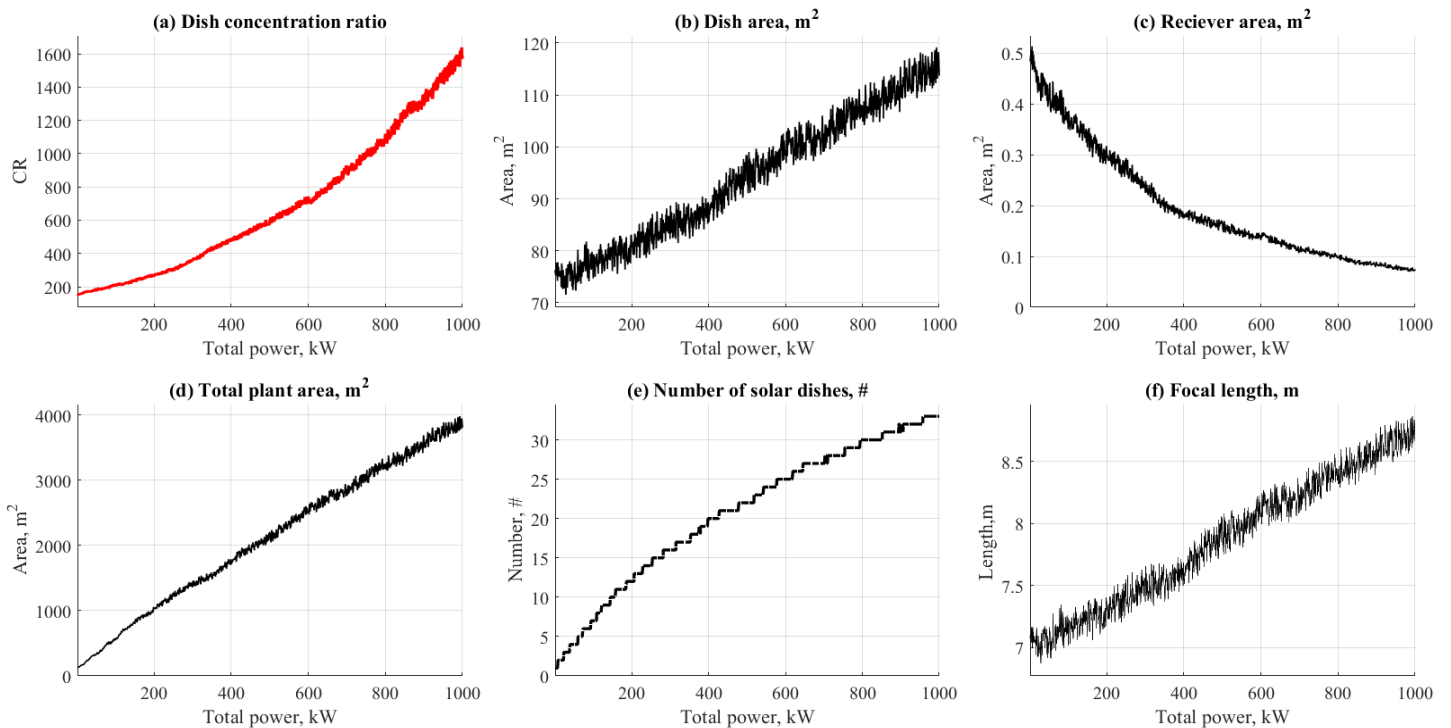 (a) Dish concentration ratio
1600
1400
1200
1000
800
600
400
200
CR
200 400 600 800 1000
Total power, kW
(b) Dish area, m²
120
110
100
90
80
70
Area, m²
200 400 600 800 1000
Total power, kW
(c) Reciever area, m²
0.5
0.4
0.3
0.2
0.1
0
Area, m²
200 400 600 800 1000
Total power, kW
(d) Total plant area, m²
4000
3000
2000
1000
0
Area, m²
200 400 600 800 1000
Total power, kW
(e) Number of solar dishes, #
30
25
20
15
10
5
0
Number, #
200 400 600 800 1000
Total power, kW
(f) Focal length, m
8.5
8
7.5
7
Length,m
200 400 600 800 1000
Total power, kW